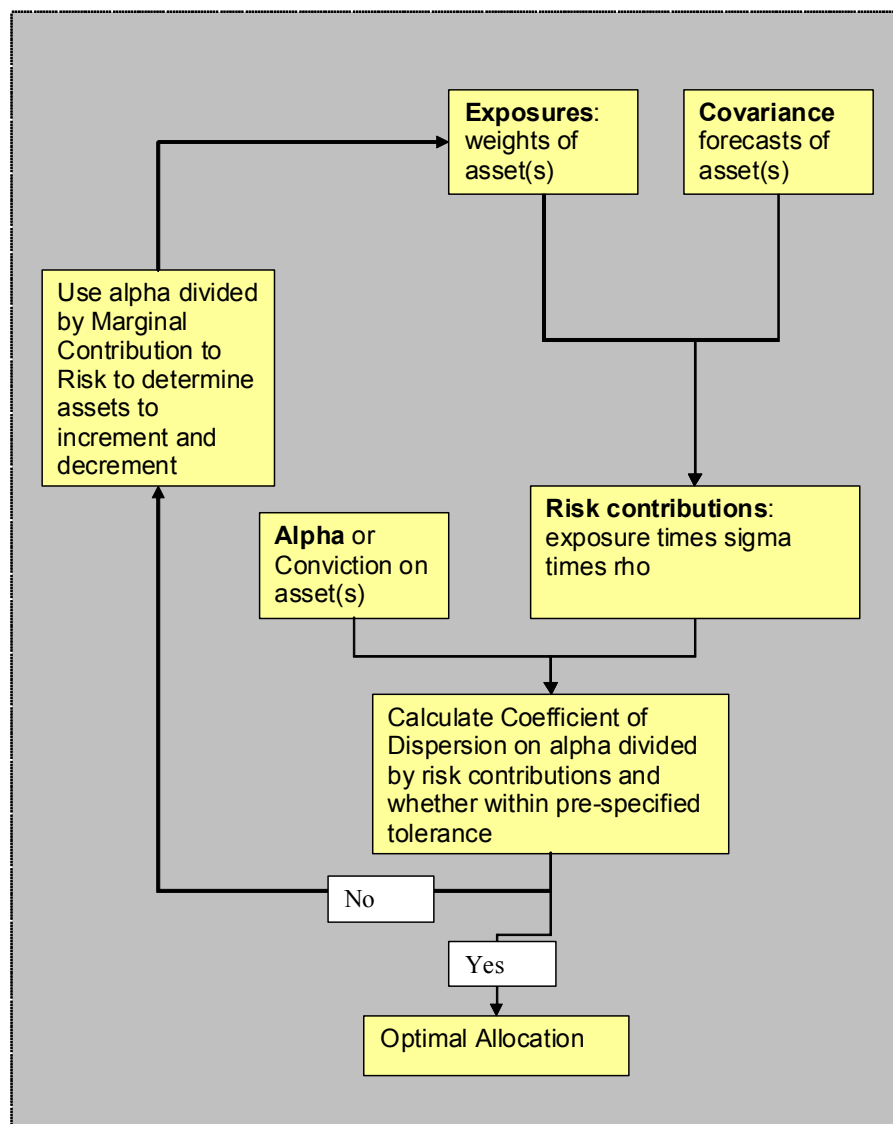 Exposures:
weights of
asset(s)
Covariance
forecasts of
asset(s)
Use alpha divided
by Marginal
Contribution to
Risk to determine
assets to
increment and
decrement
Risk contributions:
exposure times sigma
times rho
Alpha or
Conviction on
asset(s)
Calculate Coefficient of
Dispersion on alpha divided
by risk contributions and
whether within pre-specified
tolerance
No
Yes
Optimal Allocation